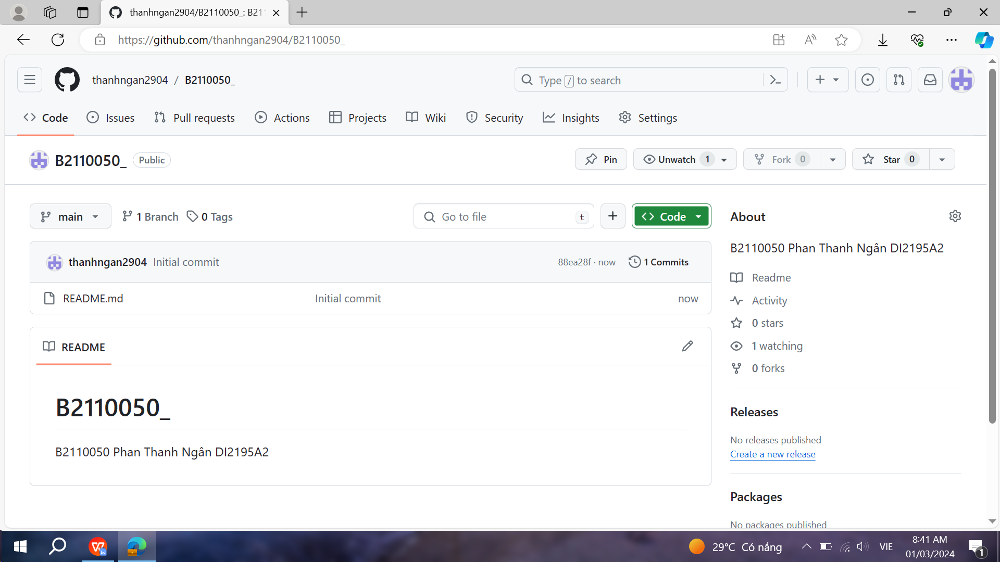 thanhngan2904/B2110050_: B211
https://github.com/thanhngan2904/B2110050_
thanhngan2904 / B2110050_
Type / to search
Code Issues Pull requests Actions Projects Wiki Security Insights Settings
B2110050_ Public
Pin Unwatch 1 Fork 0 Star 0
main 1 Branch 0 Tags
Go to file t
Code
thanhngan2904 Initial commit 88ea28f · now 1 Commits
README.md Initial commit now
README
B2110050_
B2110050 Phan Thanh Ngân DI2195A2
About
B2110050 Phan Thanh Ngân DI2195A2
Readme
Activity
0 stars
1 watching
0 forks
Releases
No releases published
Create a new release
Packages
No packages published
29°C Có nắng
VIE
8:41 AM
01/03/2024
1